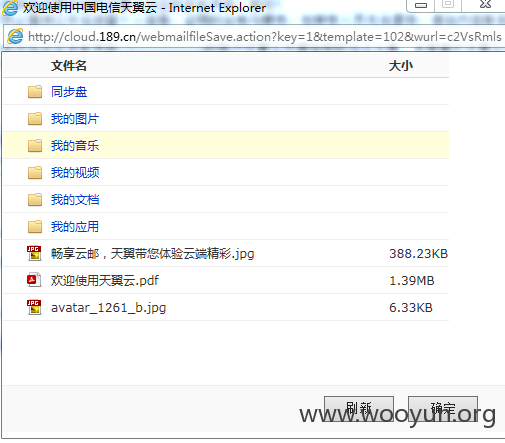 欢迎使用中国电信天翼云 - Internet Explorer
http://cloud.189.cn/webmailfileSave.action?key=1&template=102&wurl=c2VsRmls
文件名 大小
同步盘
我的图片
我的音乐
我的视频
我的文档
我的应用
JPG 畅享云邮，天翼带您体验云端精彩.jpg 388.23KB
欢迎使用天翼云.pdf 1.39MB
JPG avatar_1261_b.jpg 6.33KB
刷新 确定
www.wooyun.org